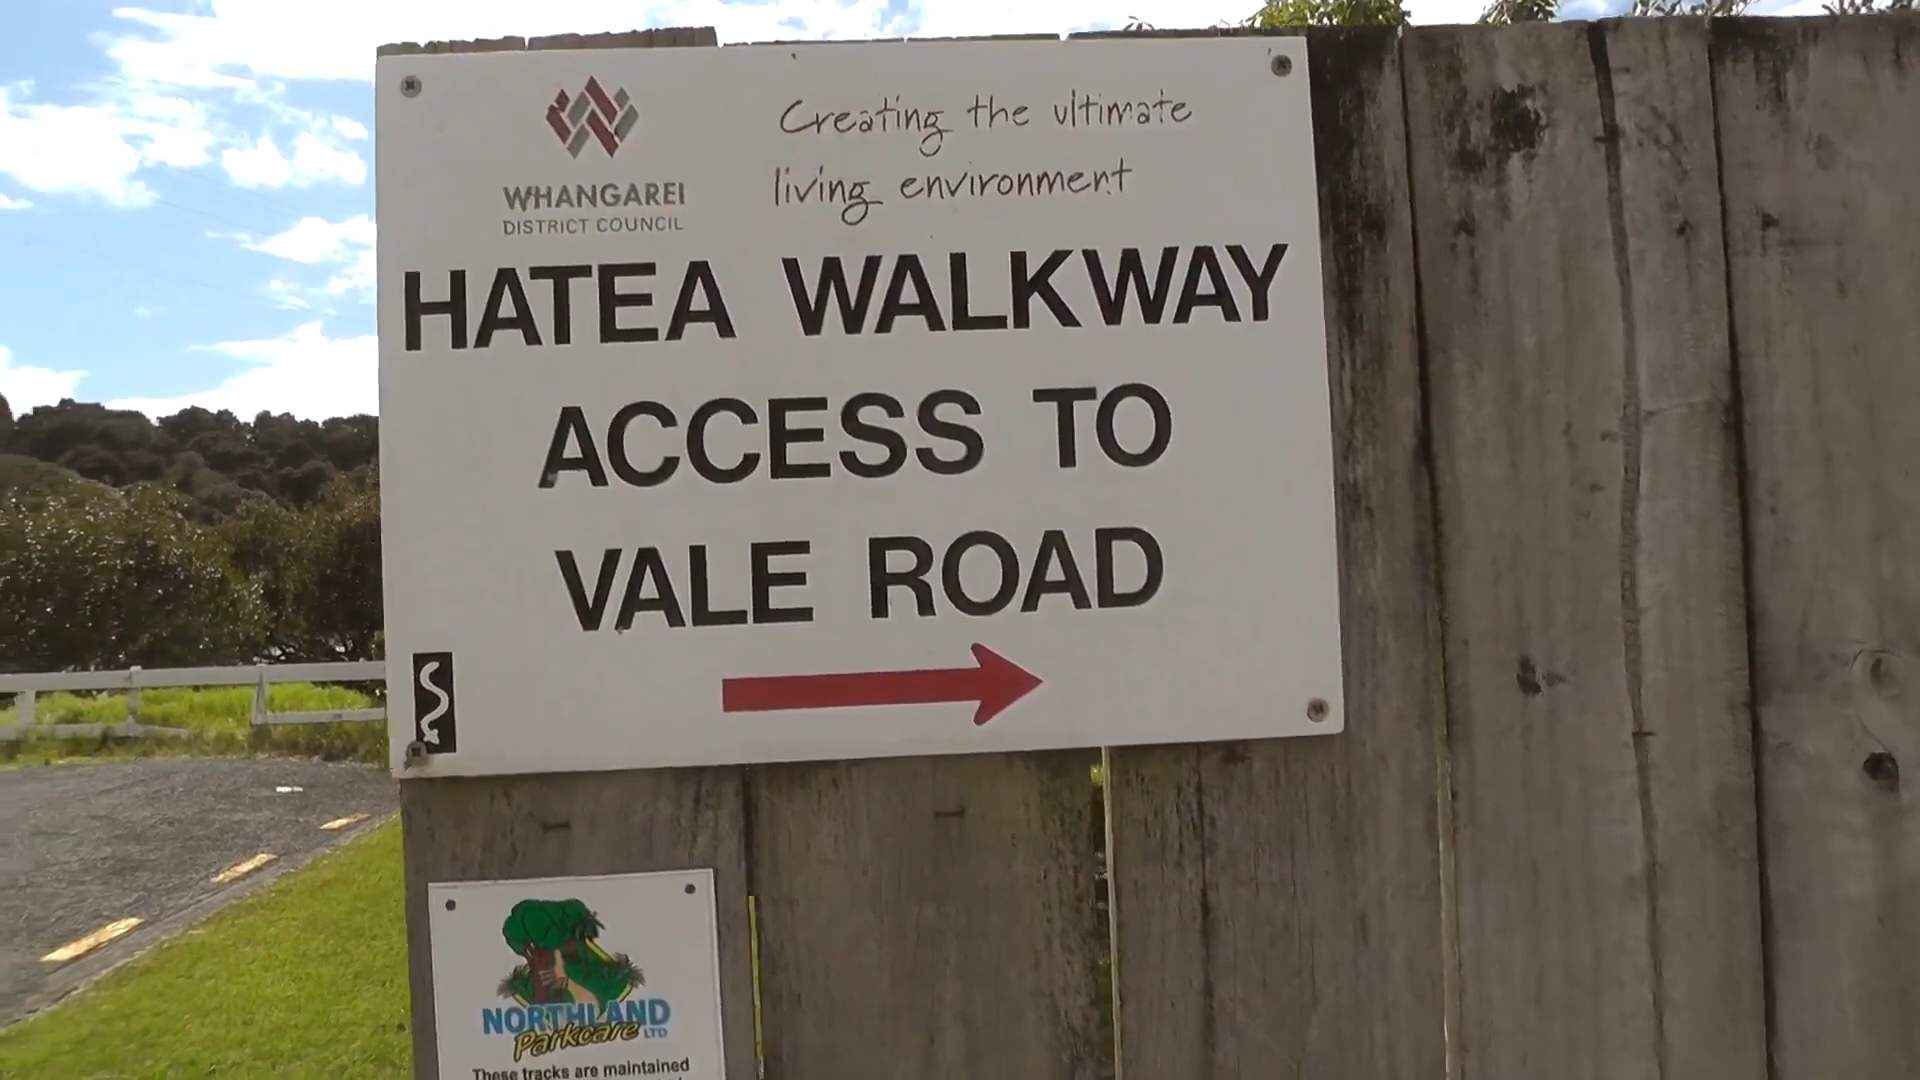 WHANGAREI
DISTRICT COUNCIL
Creating the ultimate
living environment
HATEA WALKWAY
ACCESS TO
VALE ROAD
NORTHLAND
Parkcare LTD
These tracks are maintained